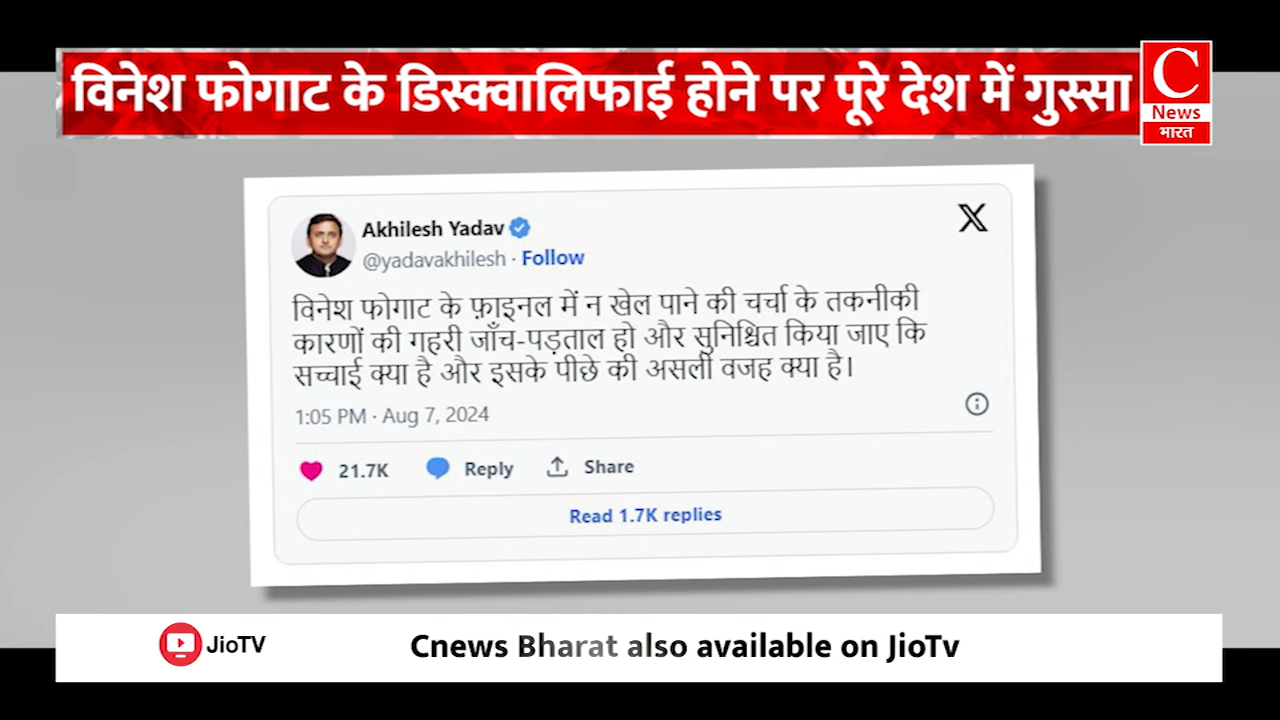 विनेश फोगाट के डिस्क्वालिफाई होने पर पूरे देश में गुस्सा
C
News
भारत
Akhilesh Yadav
@yadavakhilesh · Follow
विनेश फोगाट के फ़ाइनल में न खेल पाने की चर्चा के तकनीकी
कारणों की गहरी जाँच-पड़ताल हो और सुनिश्चित किया जाए कि
सच्चाई क्या है और इसके पीछे की असली वजह क्या है।
1:05 PM · Aug 7, 2024
21.7K Reply Share
Read 1.7K replies
JioTV
Cnews Bharat also available on JioTv